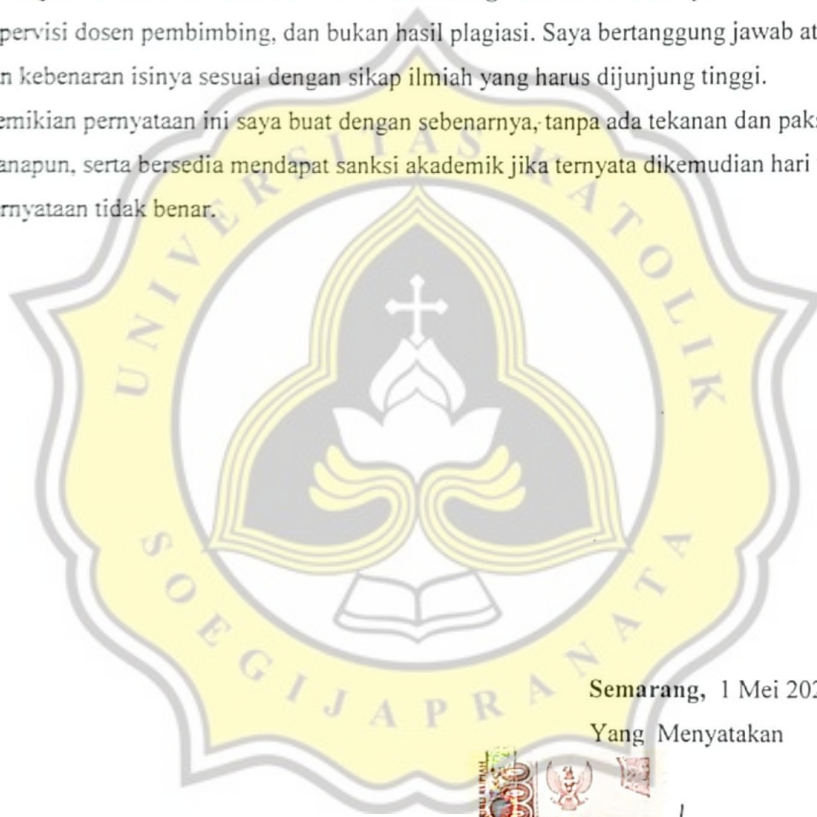 pervisi dosen pembimbing, dan bukan hasil plagiasi. Saya bertanggung jawab at
n kebenaran isinya sesuai dengan sikap ilmiah yang harus dijunjung tinggi.
emikian pernyataan ini saya buat dengan sebenarnya, tanpa ada tekanan dan paks
anapun, serta bersedia mendapat sanksi akademik jika ternyata dikemudian hari
rnyataan tidak benar.
UNIVERSITAS KATOLIK
SOEGIJAPRANATA
Semarang, 1 Mei 202
Yang Menyatakan